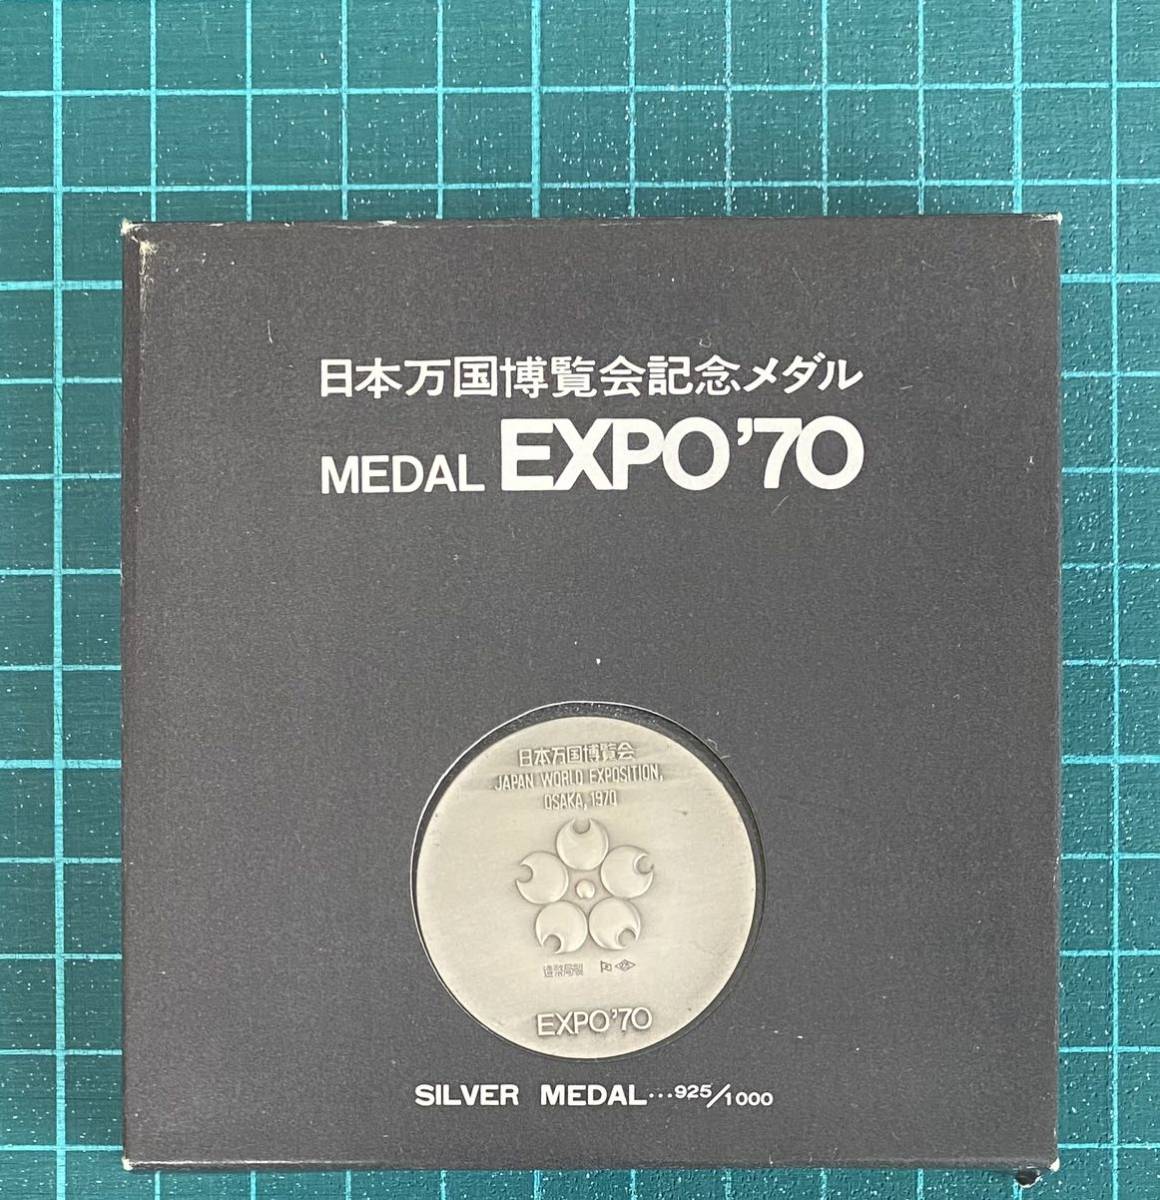 日本万国博覧会記念メダル
MEDAL EXPO'70
日本万国博覧会
JAPAN WORLD EXPOSITION,
OSAKA, 1970
造幣局製
EXPO'70
SILVER MEDAL...925/1000